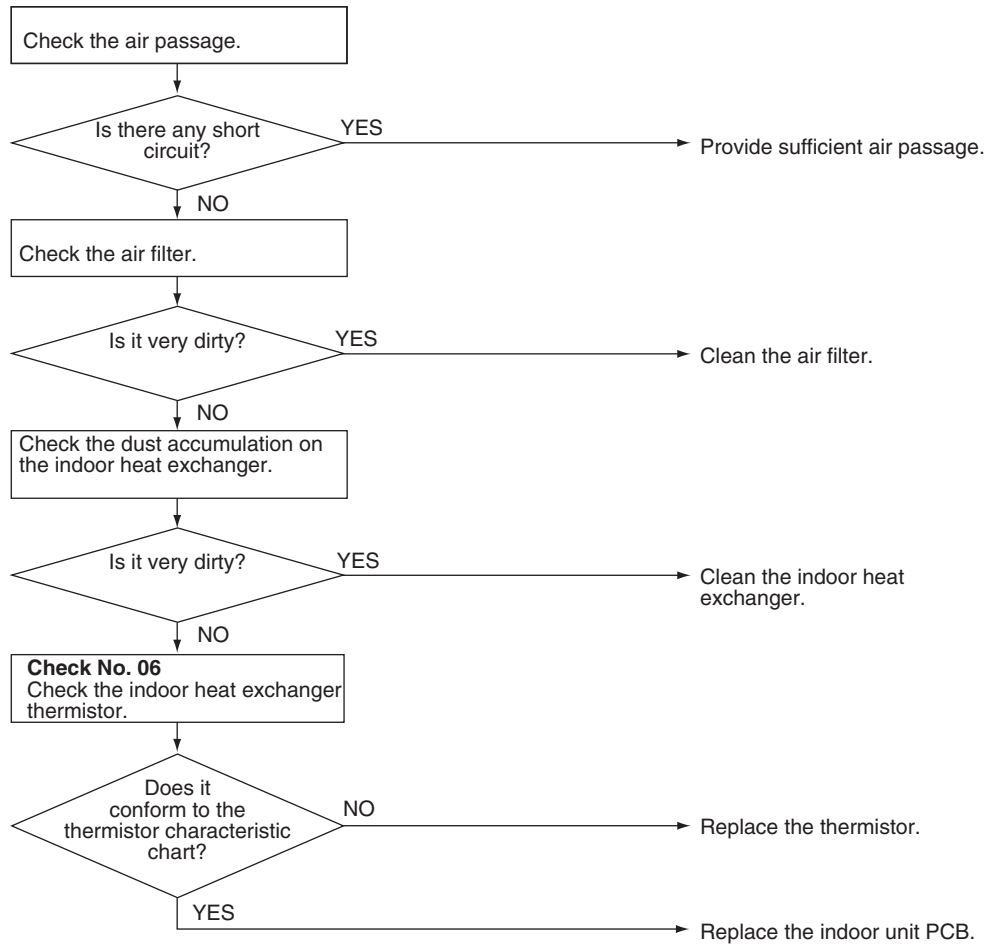 Check the air passage.
Is there any short
circuit?
YES
Provide sufficient air passage.
NO
Check the air filter.
Is it very dirty?
YES
Clean the air filter.
NO
Check the dust accumulation on
the indoor heat exchanger.
Is it very dirty?
YES
Clean the indoor heat
exchanger.
NO
Check No. 06
Check the indoor heat exchanger
thermistor.
Does it
conform to the
thermistor characteristic
chart?
NO
Replace the thermistor.
YES
Replace the indoor unit PCB.